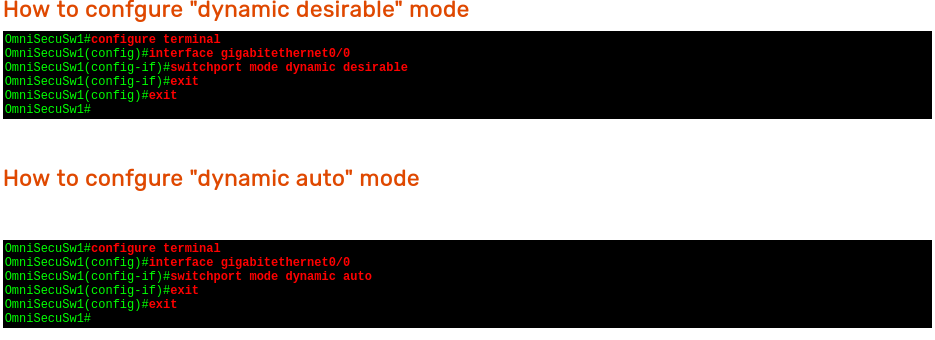 How to confgure "dynamic desirable" mode
OmniSecuSw1#configure terminal
OmniSecuSw1(config)#interface gigabitethernet0/0
OmniSecuSw1(config-if)#switchport mode dynamic desirable
OmniSecuSw1(config-if)#exit
OmniSecuSw1(config)#exit
OmniSecuSw1#
How to confgure "dynamic auto" mode
OmniSecuSw1#configure terminal
OmniSecuSw1(config)#interface gigabitethernet0/0
OmniSecuSw1(config-if)#switchport mode dynamic auto
OmniSecuSw1(config-if)#exit
OmniSecuSw1(config)#exit
OmniSecuSw1#